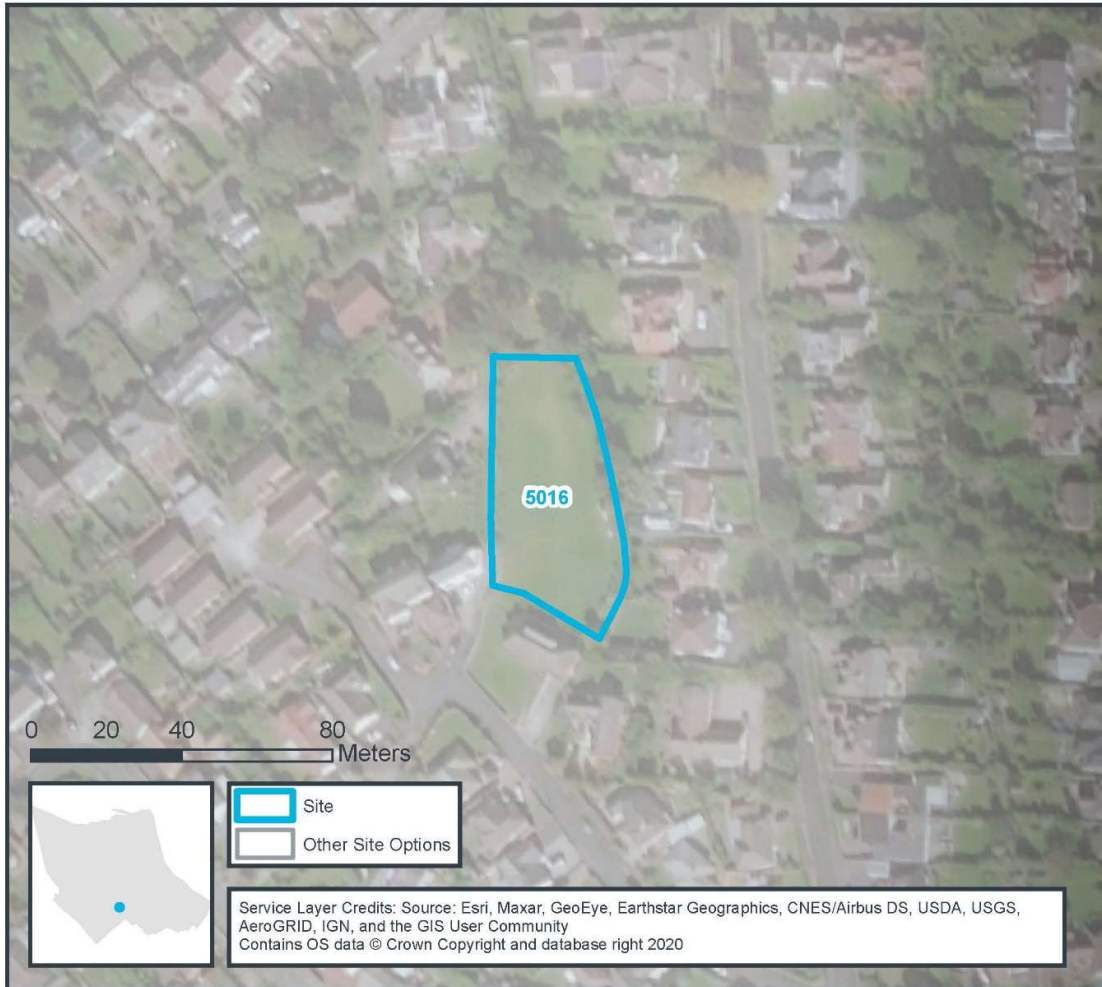 5016
0 20 40 80
Meters
Site
Other Site Options
Service Layer Credits: Source: Esri, Maxar, GeoEye, Earthstar Geographics, CNES/Airbus DS, USDA, USGS,
AeroGRID, IGN, and the GIS User Community
Contains OS data © Crown Copyright and database right 2020